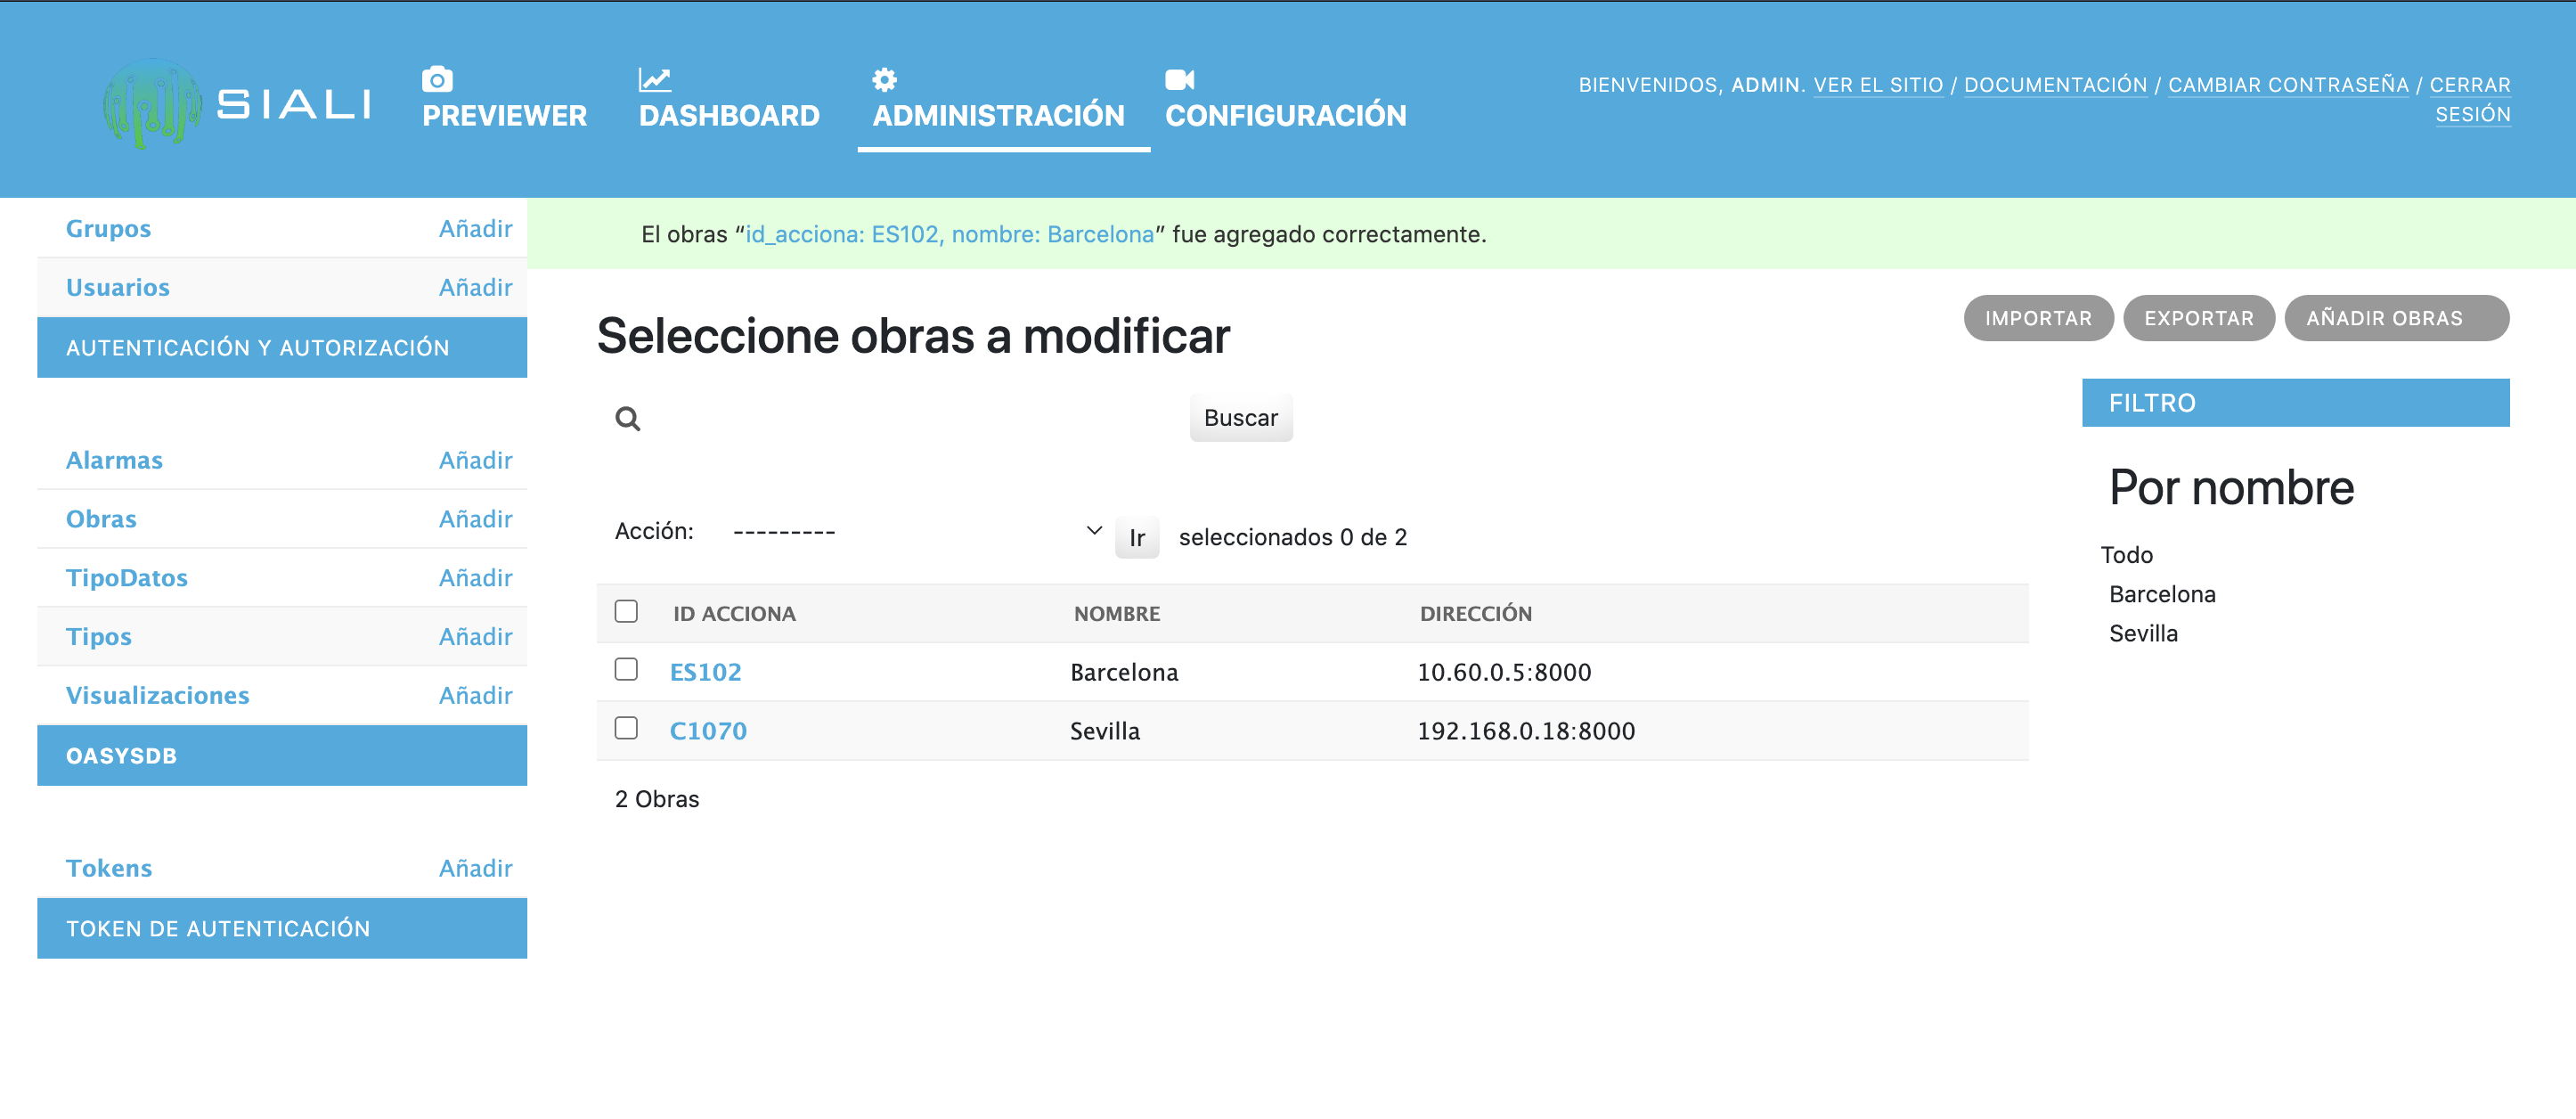 SIALI
PREVIEWER
DASHBOARD
ADMINISTRACIÓN
CONFIGURACIÓN
BIENVENIDOS, ADMIN. VER EL SITIO / DOCUMENTACIÓN / CAMBIAR CONTRASEÑA / CERRAR
SESIÓN
Grupos Añadir
Usuarios Añadir
AUTENTICACIÓN Y AUTORIZACIÓN
Alarmas Añadir
Obras Añadir
TipoDatos Añadir
Tipos Añadir
Visualizaciones Añadir
OASYSDB
Tokens Añadir
TOKEN DE AUTENTICACIÓN
El obras “id_acciona: ES102, nombre: Barcelona” fue agregado correctamente.
Seleccione obras a modificar
IMPORTAR
EXPORTAR
AÑADIR OBRAS
Buscar
Acción: --------- Ir seleccionados 0 de 2
ID ACCIONA NOMBRE DIRECCIÓN
ES102 Barcelona 10.60.0.5:8000
C1070 Sevilla 192.168.0.18:8000
2 Obras
FILTRO
Por nombre
Todo
Barcelona
Sevilla